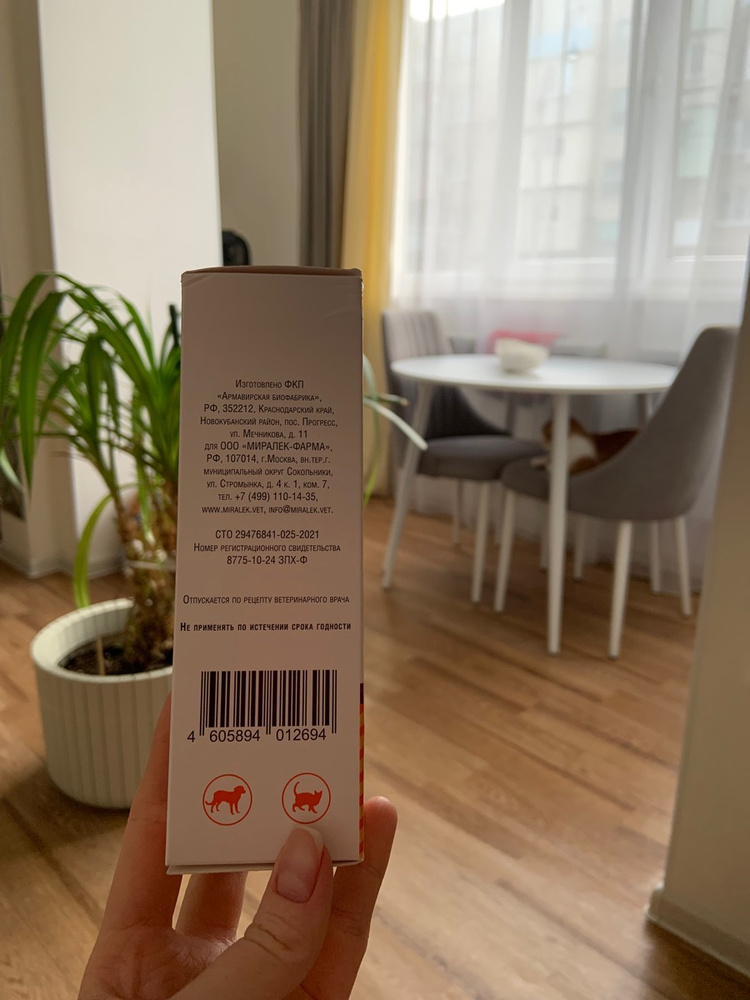 Изготовлено ФКП
«Армавирская биофабрика»,
РФ, 352212, Краснодарский край,
Новокубанский район, пос. Прогресс,
ул. Мечникова, д. 11
для ООО «МИРАЛЕК-ФАРМА»,
РФ, 107014, г.Москва, вн.тер.г.
муниципальный округ Сокольники,
ул. Стромынка, д. 4 к. 1, ком. 7,
тел. +7 (499) 110-14-35,
www.miralek.vet, info@miralek.vet.
СТО 29476841-025-2021
Номер регистрационного свидетельства
8775-10-24 ЗПХ-Ф
Отпускается по рецепту ветеринарного врача
Не применять по истечении срока годности
4 605894 012694